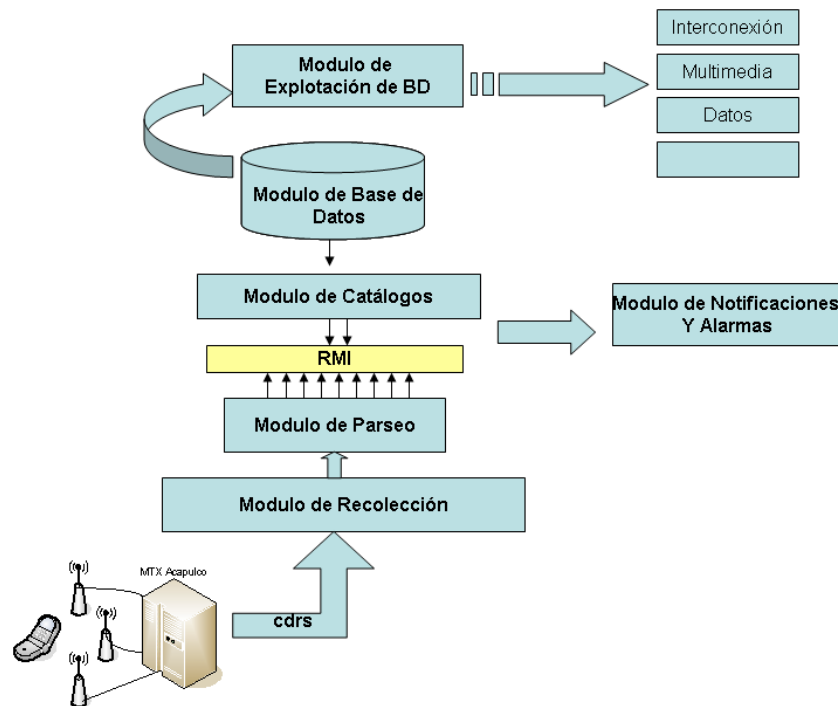 Interconexión
Modulo de
Explotación de BD
Multimedia
Datos
Modulo de Base de
Datos
Modulo de Catálogos
Modulo de Notificaciones
Y Alarmas
RMI
Modulo de Parseo
Modulo de Recolección
MTX Acapulco
cdrs